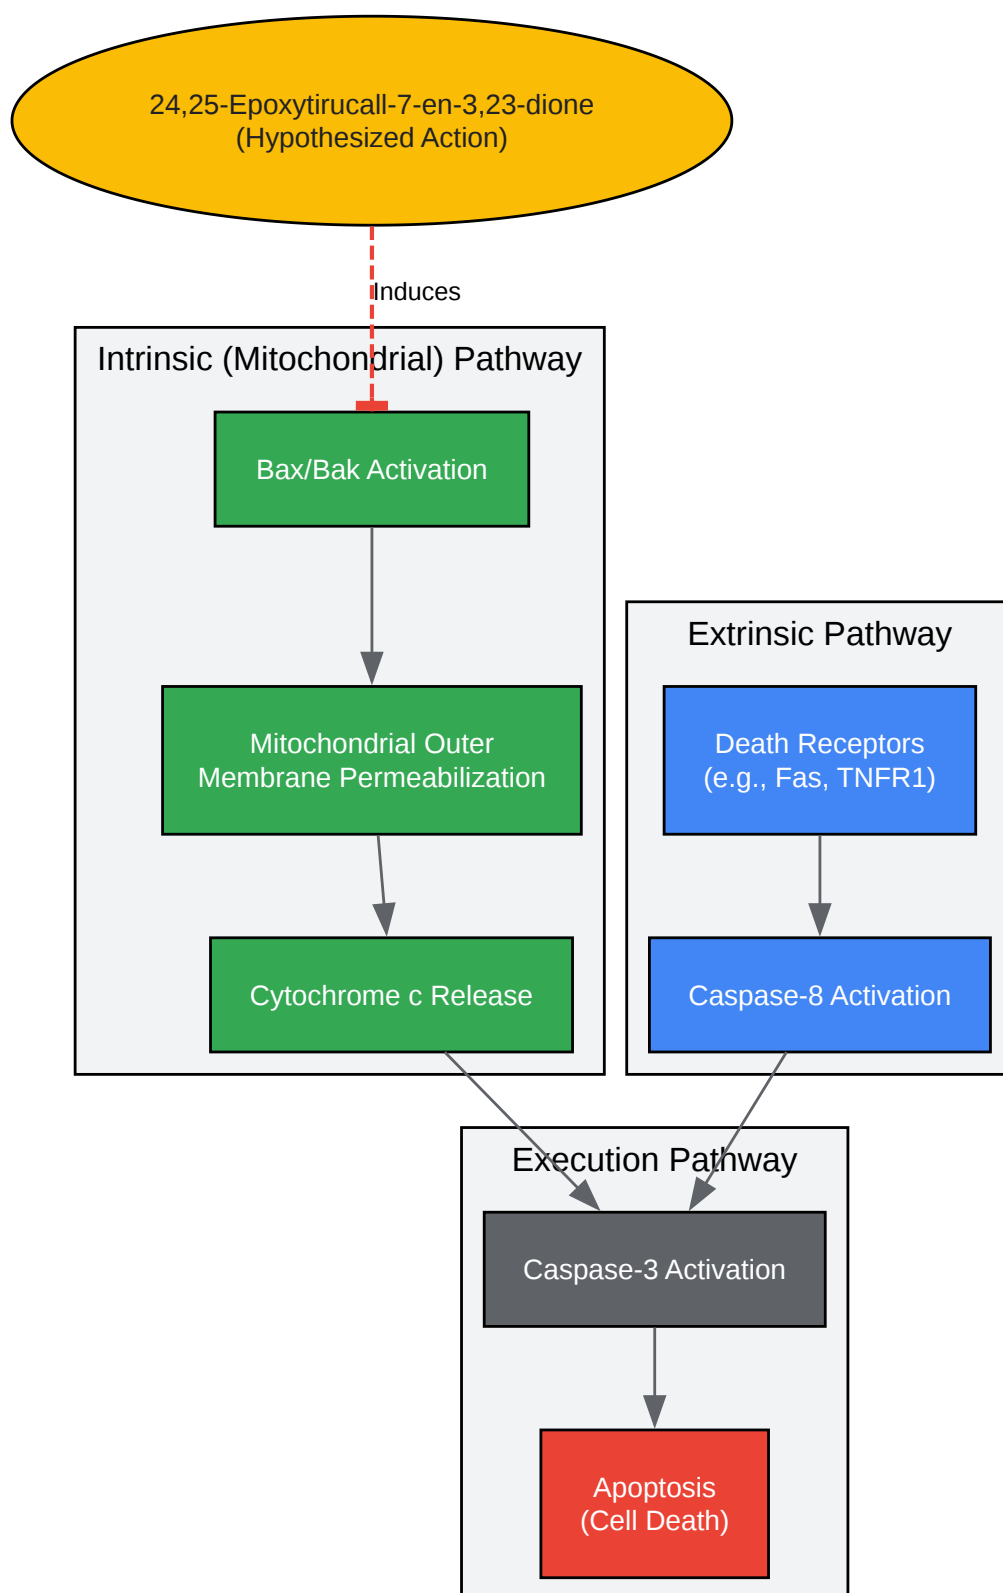 24,25-Epoxytirucall-7-en-3,23-dione
(Hypothesized Action)
Induces
Intrinsic (Mitochondrial) Pathway
Bax/Bak Activation
Mitochondrial Outer
Membrane Permeabilization
Cytochrome c Release
Extrinsic Pathway
Death Receptors
(e.g., Fas, TNFR1)
Caspase-8 Activation
Execution Pathway
Caspase-3 Activation
Apoptosis
(Cell Death)